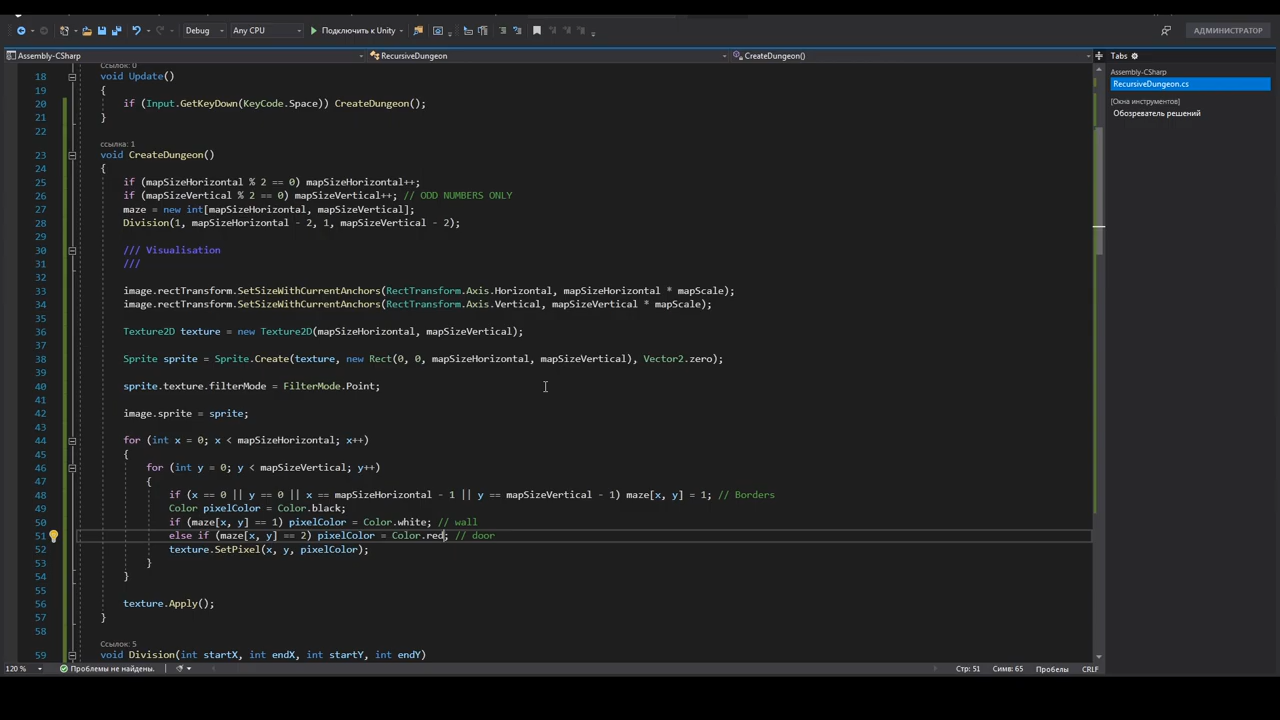 Debug Any CPU Подключить к Unity АДМИНИСТРАТОР
Assembly-CSharp RecursiveDungeon CreateDungeon() Tabs
Assembly-CSharp
RecursiveDungeon.cs
[Окна инструментов]
Обозреватель решений
Ссылок: 0
18 void Update()
19 {
20 if (Input.GetKeyDown(KeyCode.Space)) CreateDungeon();
21 }
22
ссылка: 1
23 void CreateDungeon()
24 {
25 if (mapSizeHorizontal % 2 == 0) mapSizeHorizontal++;
26 if (mapSizeVertical % 2 == 0) mapSizeVertical++; // ODD NUMBERS ONLY
27 maze = new int[mapSizeHorizontal, mapSizeVertical];
28 Division(1, mapSizeHorizontal - 2, 1, mapSizeVertical - 2);
29
30 /// Visualisation
31 ///
32
33 image.rectTransform.SetSizeWithCurrentAnchors(RectTransform.Axis.Horizontal, mapSizeHorizontal * mapScale);
34 image.rectTransform.SetSizeWithCurrentAnchors(RectTransform.Axis.Vertical, mapSizeVertical * mapScale);
35
36 Texture2D texture = new Texture2D(mapSizeHorizontal, mapSizeVertical);
37
38 Sprite sprite = Sprite.Create(texture, new Rect(0, 0, mapSizeHorizontal, mapSizeVertical), Vector2.zero);
39
40 sprite.texture.filterMode = FilterMode.Point;
41
42 image.sprite = sprite;
43
44 for (int x = 0; x < mapSizeHorizontal; x++)
45 {
46 for (int y = 0; y < mapSizeVertical; y++)
47 {
48 if (x == 0 || y == 0 || x == mapSizeHorizontal - 1 || y == mapSizeVertical - 1) maze[x, y] = 1; // Borders
49 Color pixelColor = Color.black;
50 if (maze[x, y] == 1) pixelColor = Color.white; // wall
51 else if (maze[x, y] == 2) pixelColor = Color.red; // door
52 texture.SetPixel(x, y, pixelColor);
53 }
54 }
55
56 texture.Apply();
57 }
58
Ссылок: 5
59 void Division(int startX, int endX, int startY, int endY)
120 % Проблемы не найдены. Стр: 51 Симв: 65 Пробелы CRLF